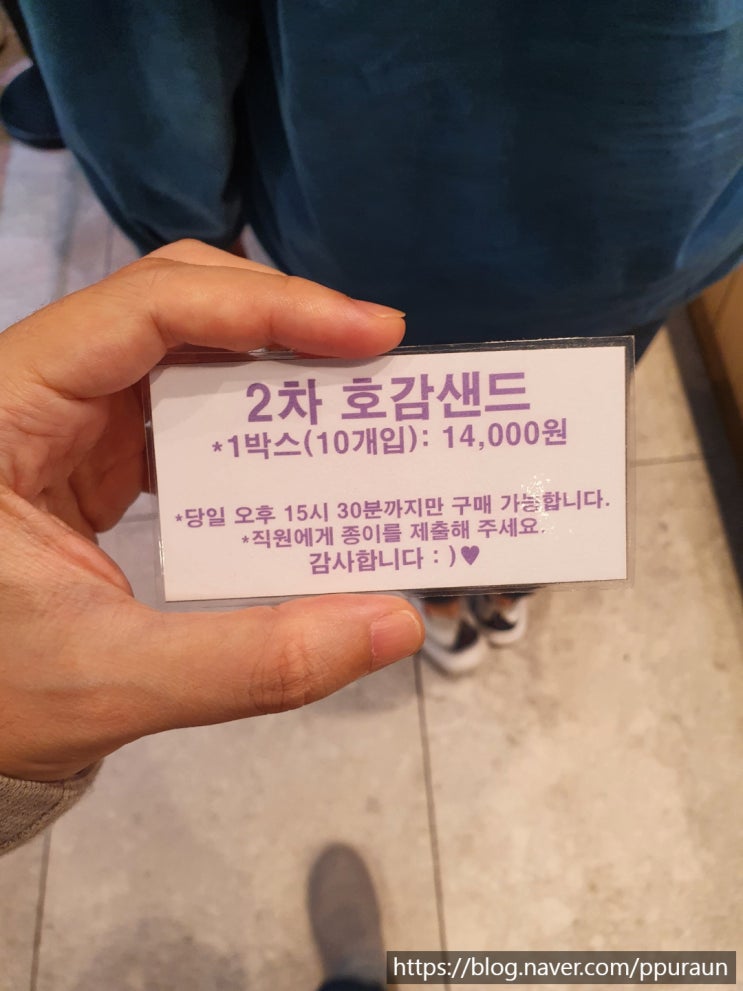 2차 호감샌드
*1박스(10개입): 14,000원
*당일 오후 15시 30분까지만 구매 가능합니다.
*직원에게 종이를 제출해 주세요.
감사합니다 : )♥
https://blog.naver.com/ppuraun